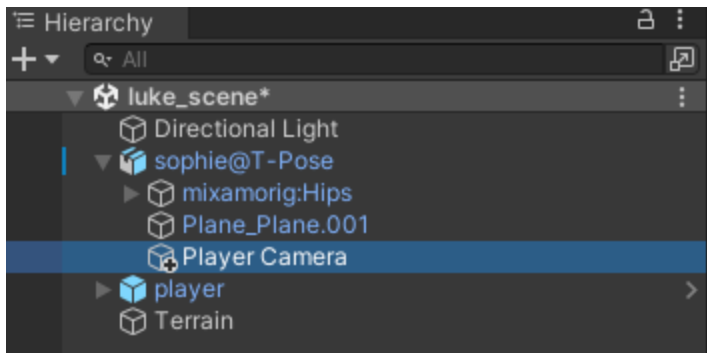 Hierarchy
All
luke_scene*
Directional Light
sophie@T-Pose
mixamorig:Hips
Plane_Plane.001
Player Camera
player
Terrain